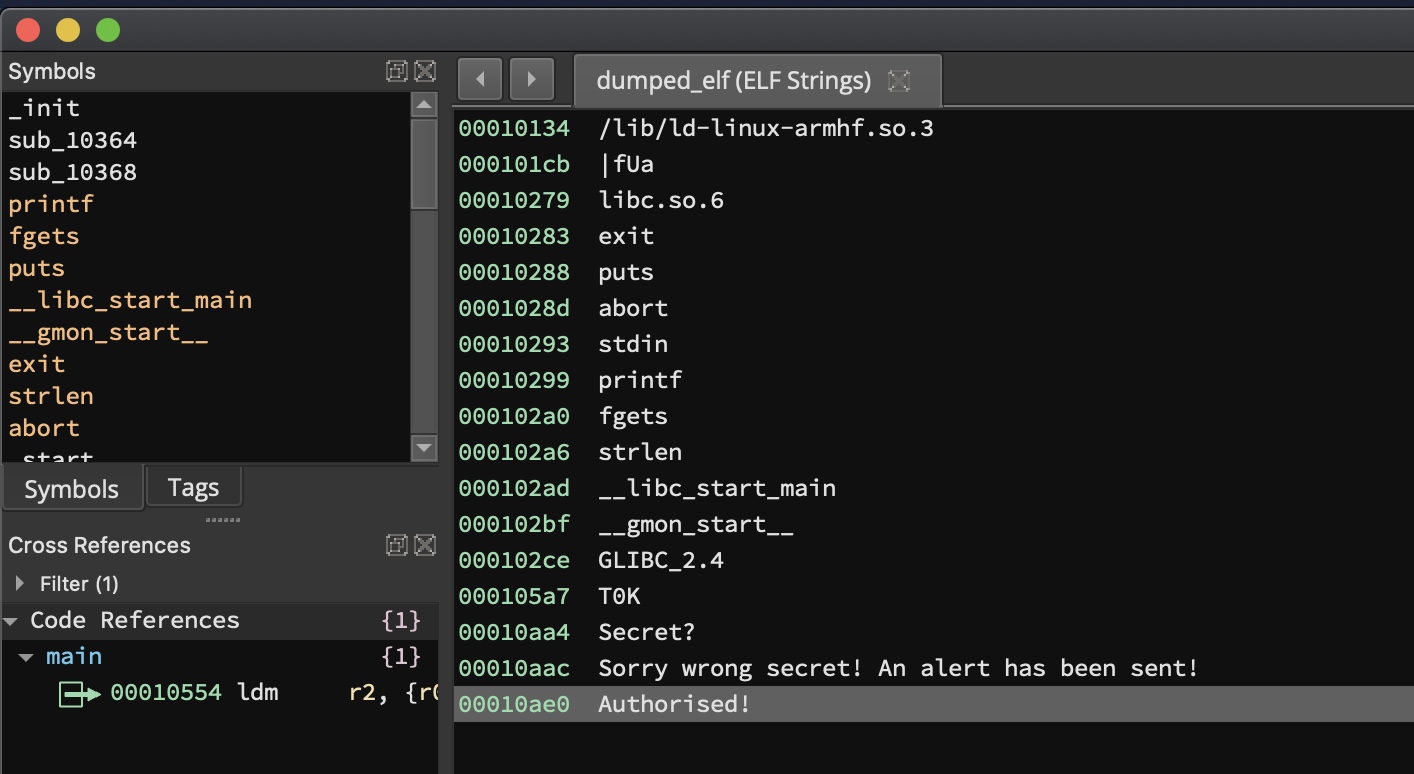 Symbols
_init
sub_10364
sub_10368
printf
fgets
puts
__libc_start_main
__gmon_start__
exit
strlen
abort
_start
Symbols Tags
Cross References
Filter (1)
Code References {1}
main {1}
00010554 ldm r2, {r0
dumped_elf (ELF Strings)
00010134 /lib/ld-linux-armhf.so.3
000101cb |fUa
00010279 libc.so.6
00010283 exit
00010288 puts
0001028d abort
00010293 stdin
00010299 printf
000102a0 fgets
000102a6 strlen
000102ad __libc_start_main
000102bf __gmon_start__
000102ce GLIBC_2.4
000105a7 T0K
00010aa4 Secret?
00010aac Sorry wrong secret! An alert has been sent!
00010ae0 Authorised!